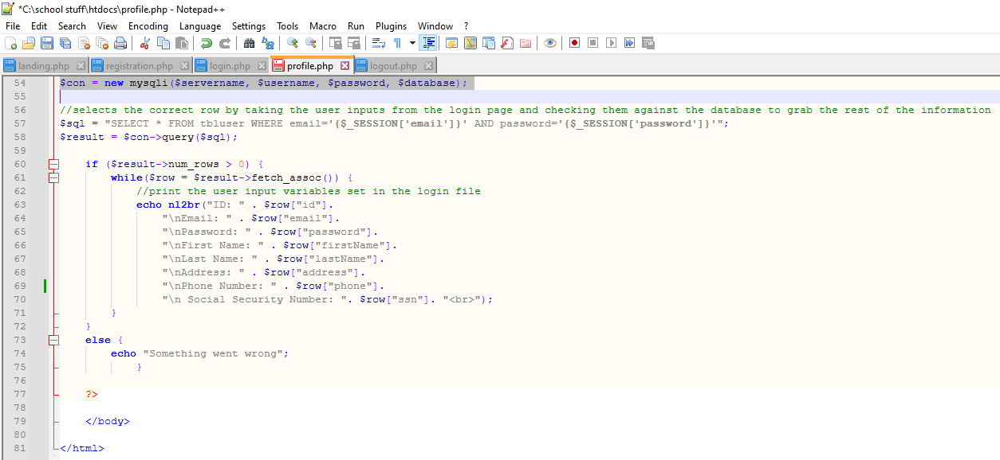 *C:\school stuff\htdocs\profile.php - Notepad++
File Edit Search View Encoding Language Settings Tools Macro Run Plugins Window ?
landing.php registration.php login.php profile.php logout.php
54 $con = new mysqli($servername, $username, $password, $database);
55
56 //selects the correct row by taking the user inputs from the login page and checking them against the database to grab the rest of the information
57 $sql = "SELECT * FROM tbluser WHERE email='{$_SESSION['email']}' AND password='{$_SESSION['password']}'";
58 $result = $con->query($sql);
59
60 if ($result->num_rows > 0) {
61 while($row = $result->fetch_assoc()) {
62 //print the user input variables set in the login file
63 echo nl2br("ID: " . $row["id"].
64 "\nEmail: " . $row["email"].
65 "\nPassword: " . $row["password"].
66 "\nFirst Name: " . $row["firstName"].
67 "\nLast Name: " . $row["lastName"].
68 "\nAddress: " . $row["address"].
69 "\nPhone Number: " . $row["phone"].
70 "\n Social Security Number: ". $row["ssn"]. "<br>");
71 }
72 }
73 else {
74 echo "Something went wrong";
75 }
76
77 ?>
78
79 </body>
80
81 </html>